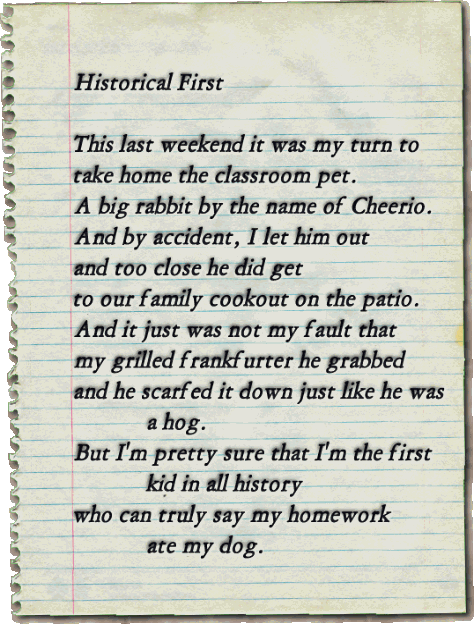 Historical First
This last weekend it was my turn to
take home the classroom pet.
A big rabbit by the name of Cheerio.
And by accident, I let him out
and too close he did get
to our family cookout on the patio.
And it just was not my fault that
my grilled frankfurter he grabbed
and he scarfed it down just like he was
a hog.
But I'm pretty sure that I'm the first
kid in all history
who can truly say my homework
ate my dog.